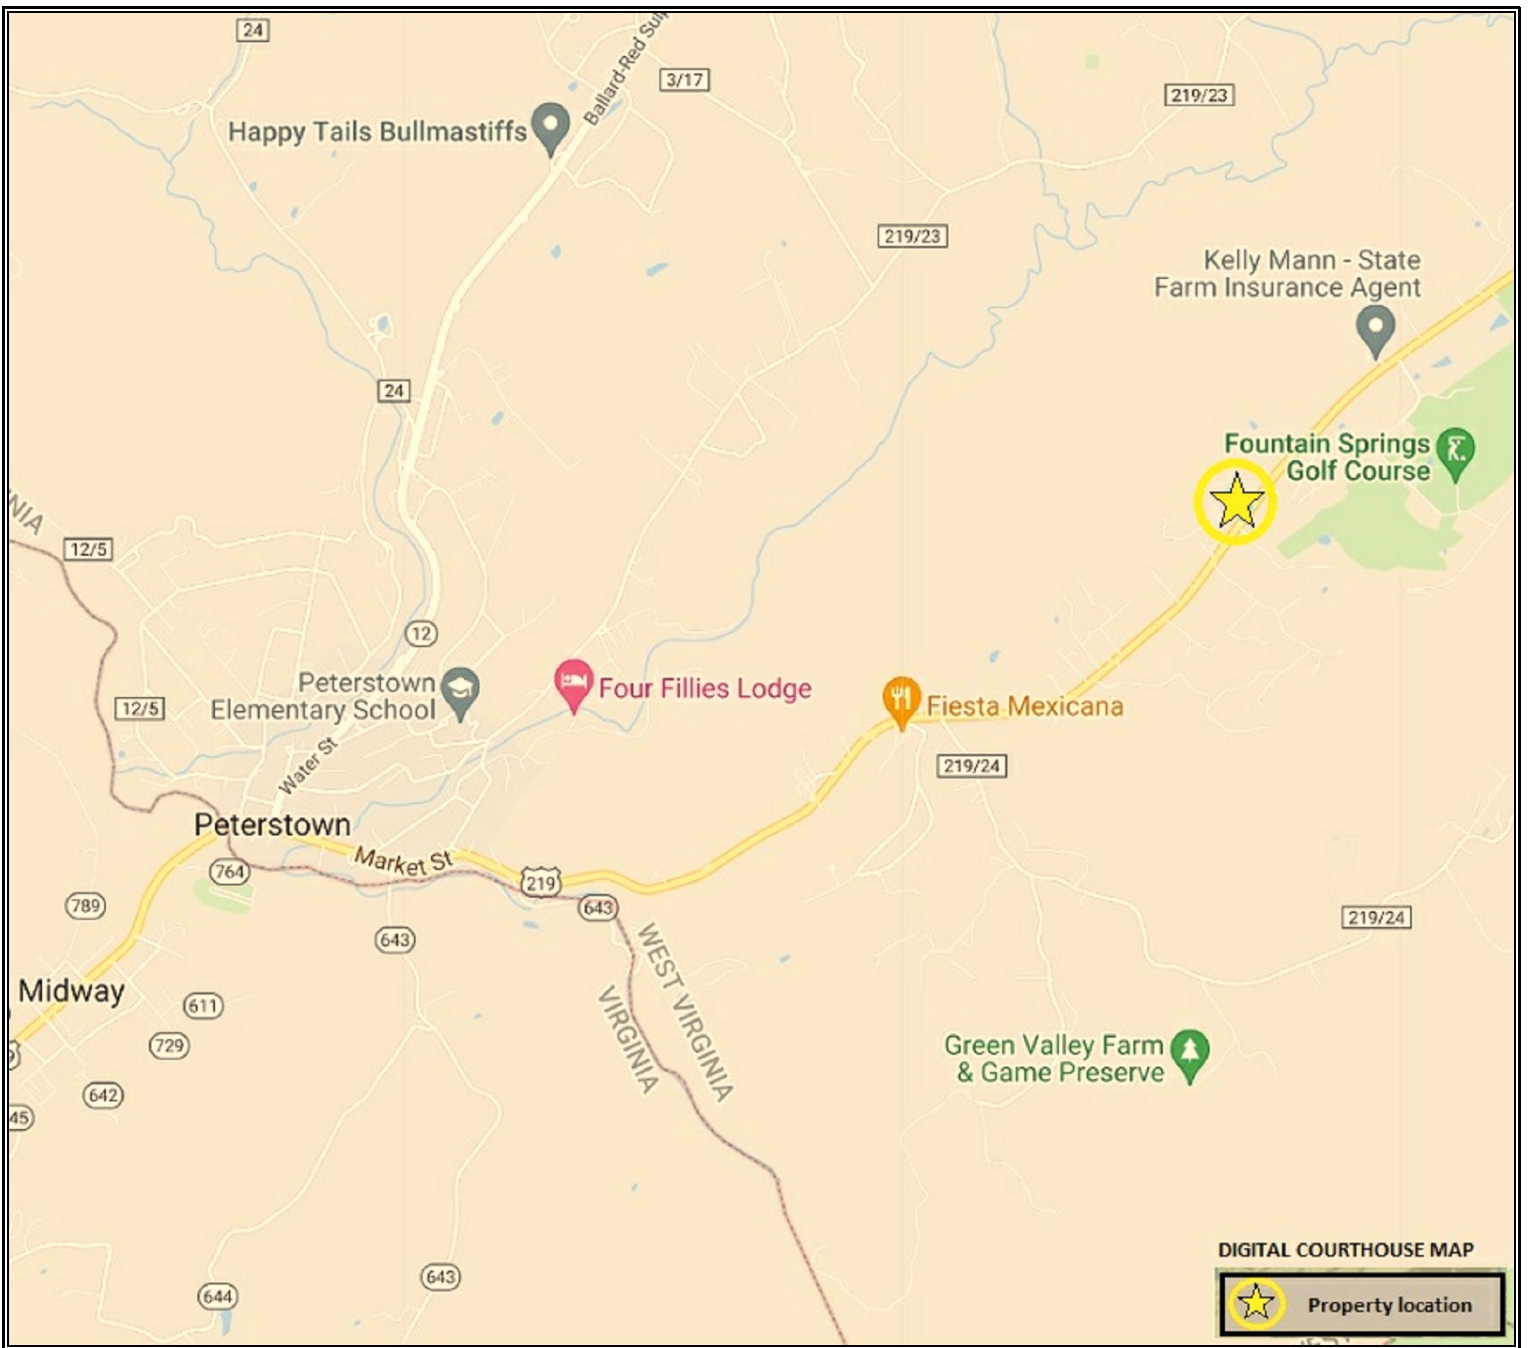 24
Ballard-Red Sulp
3/17
219/23
Happy Tails Bullmastiffs
219/23
Kelly Mann - State
Farm Insurance Agent
24
Fountain Springs
Golf Course
NIA
12/5
12
Peterstown
Elementary School
Four Fillies Lodge
12/5
Fiesta Mexicana
Water St
219/24
Peterstown
Market St
764
219
789
643
219/24
643
WEST VIRGINIA
VIRGINIA
Midway
611
729
Green Valley Farm
& Game Preserve
642
45
DIGITAL COURTHOUSE MAP
643
644
Property location